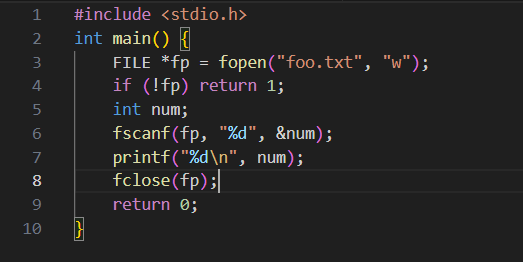 1 #include <stdio.h>
2 int main() {
3     FILE *fp = fopen("foo.txt", "w");
4     if (!fp) return 1;
5     int num;
6     fscanf(fp, "%d", &num);
7     printf("%d\n", num);
8     fclose(fp);
9     return 0;
10 }